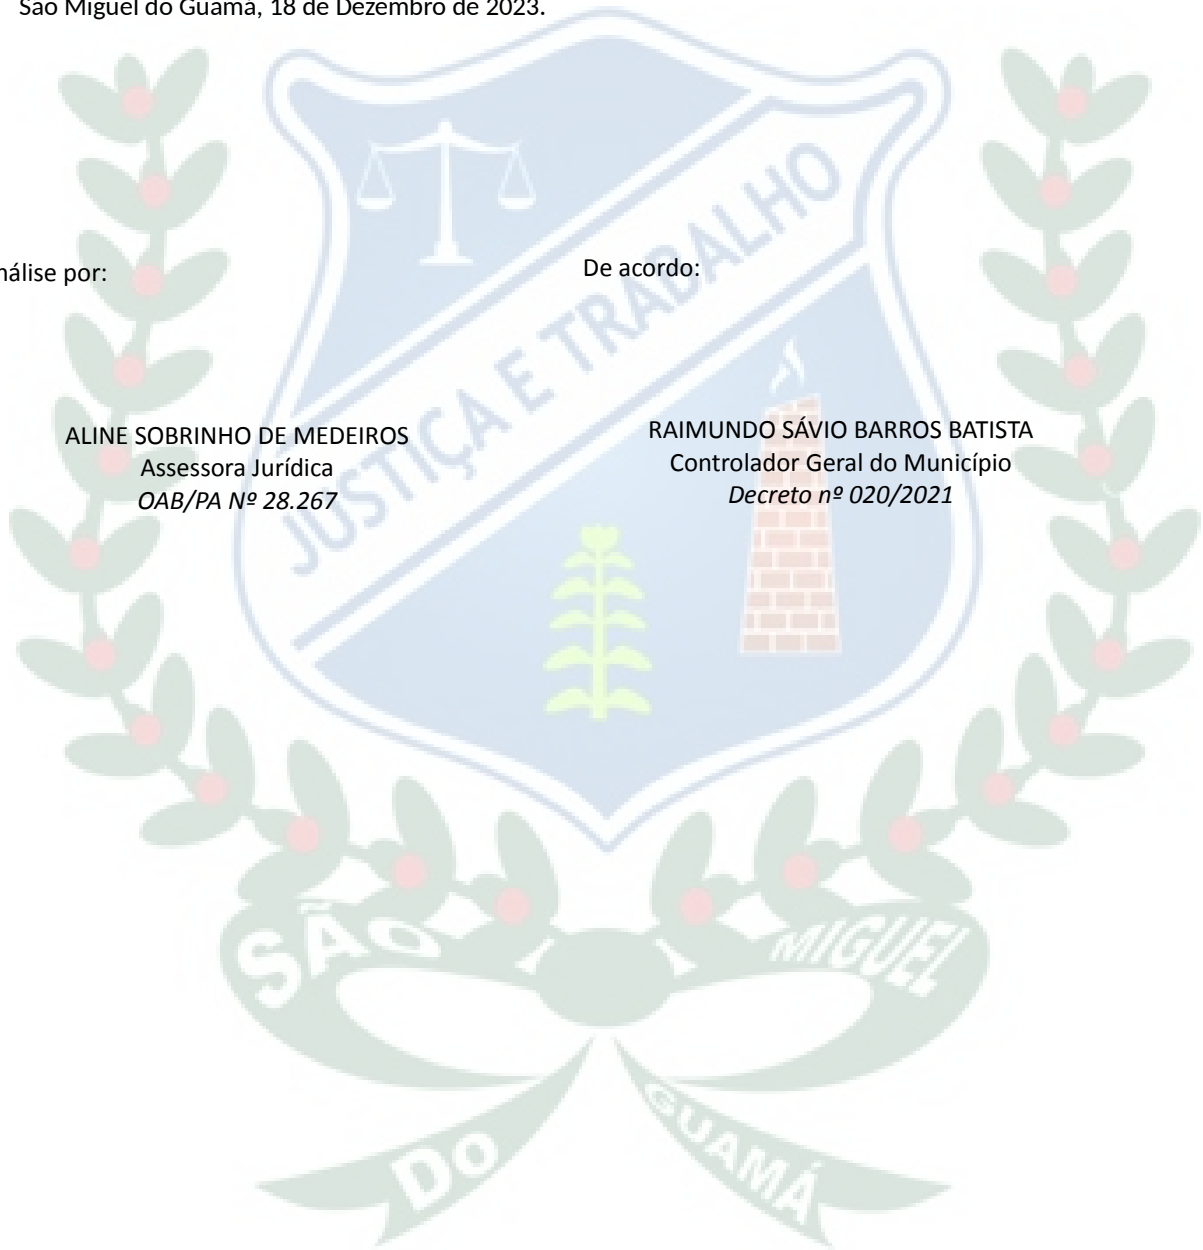 São Miguel do Guamá, 18 de Dezembro de 2023.
nálise por:
De acordo:
ALINE SOBRINHO DE MEDEIROS
Assessora Jurídica
OAB/PA Nº 28.267
RAIMUNDO SÁVIO BARROS BATISTA
Controlador Geral do Município
Decreto nº 020/2021
JUSTIÇA E TRABALHO
SÃO
MIGUEL
Do
GUAMÁ